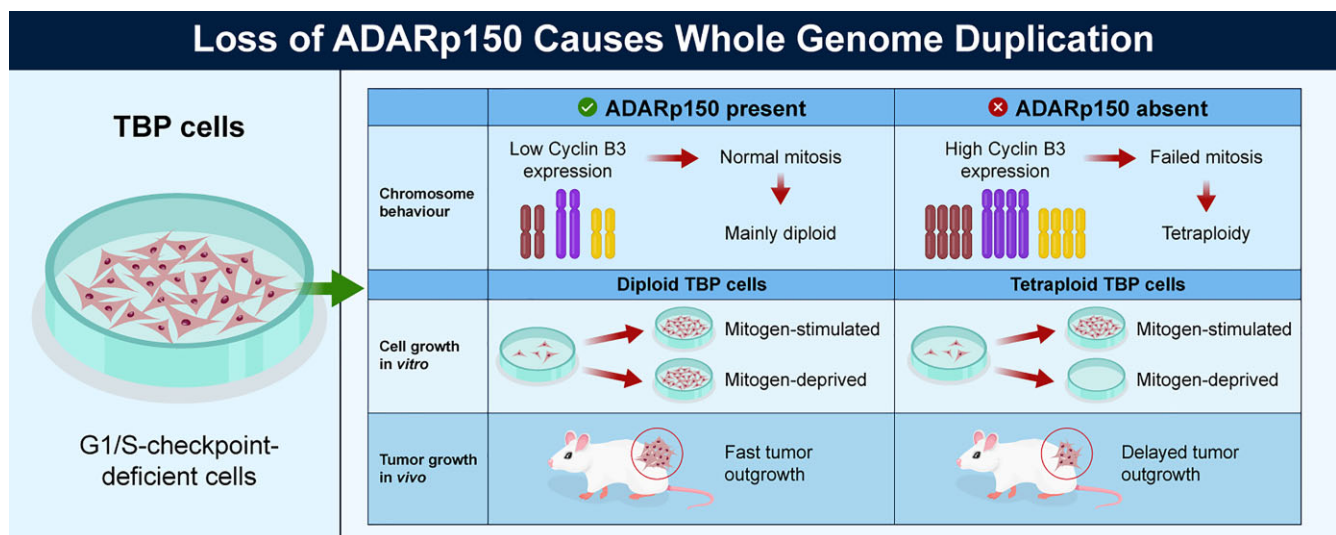 Loss of ADARp150 Causes Whole Genome Duplication
TBP cells
G1/S-checkpoint-
deficient cells
ADARp150 present
ADARp150 absent
Chromosome
behaviour
Low Cyclin B3
expression
Normal mitosis
Mainly diploid
High Cyclin B3
expression
Failed mitosis
Tetraploidy
Diploid TBP cells
Tetraploid TBP cells
Cell growth
in vitro
Mitogen-stimulated
Mitogen-deprived
Mitogen-stimulated
Mitogen-deprived
Tumor growth
in vivo
Fast tumor
outgrowth
Delayed tumor
outgrowth